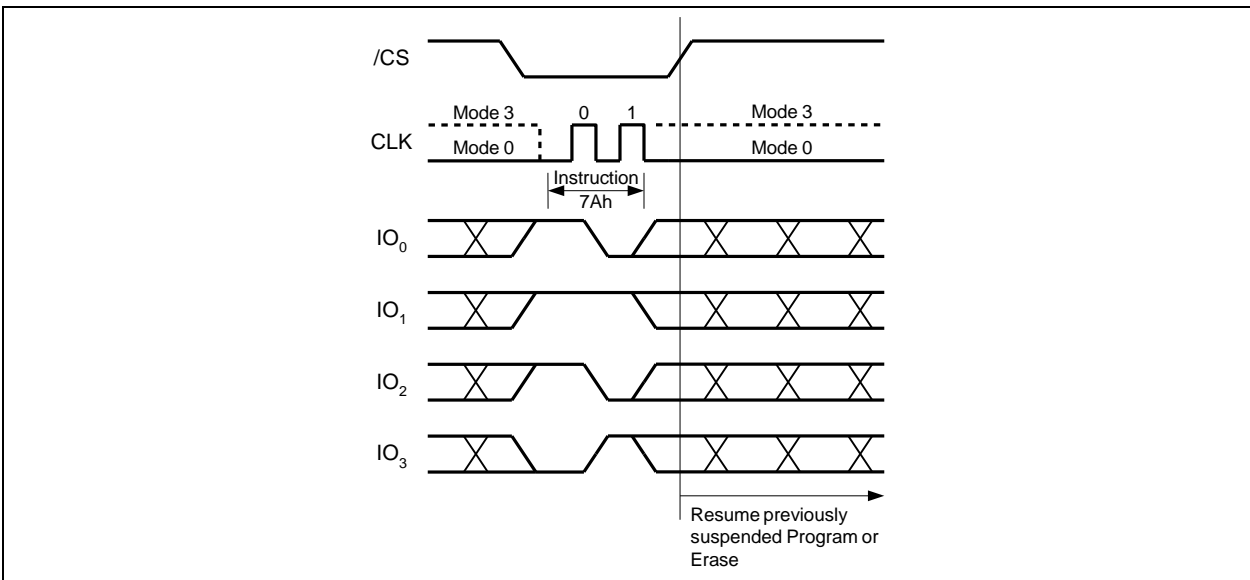 /CS
Mode 3 0 1 Mode 3
CLK Mode 0 Mode 0
Instruction
7Ah
IO0
IO1
IO2
IO3
Resume previously
suspended Program or
Erase